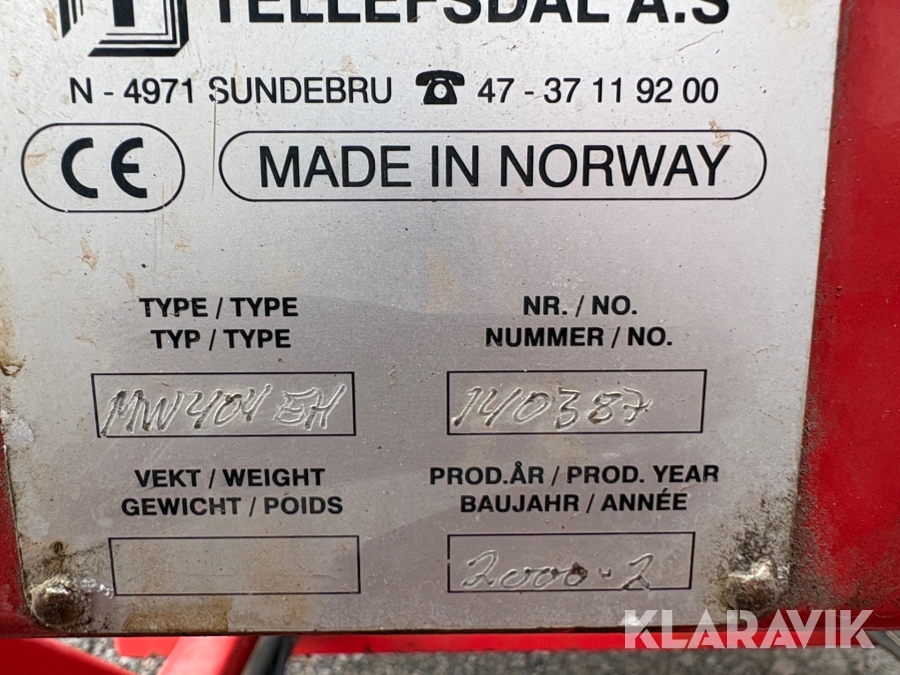 TELLEFSDAL A.S
N - 4971 SUNDEBRU ☎ 47 - 37 11 92 00
CE MADE IN NORWAY
TYPE / TYPE
TYP / TYPE
MW404 EH
NR. / NO.
NUMMER / NO.
140387
VEKT / WEIGHT
GEWICHT / POIDS
PROD.ÅR / PROD. YEAR
BAUJAHR / ANNÉE
2000-2
KLARAVIK